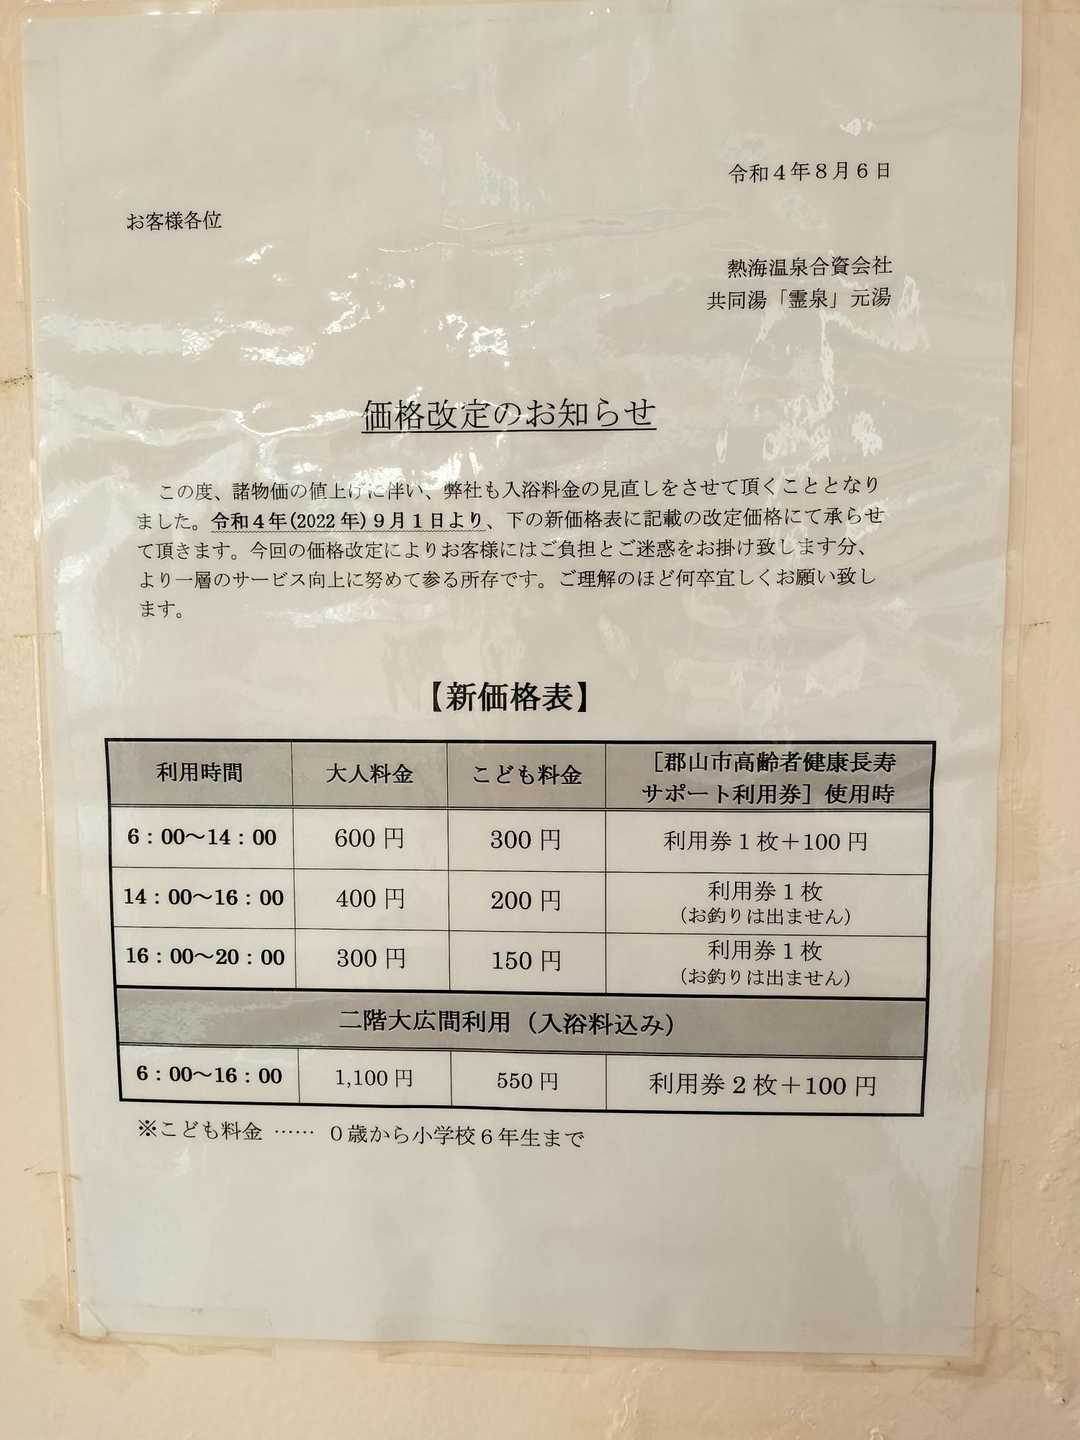 令和４年８月６日
お客様各位
熱海温泉合資会社
共同湯「霊泉」元湯
価格改定のお知らせ
この度、諸物価の値上げに伴い、弊社も入浴料金の見直しをさせて頂くこととなり
ました。令和４年(2022 年)９月１日より、下の新価格表に記載の改定価格にて承らせ
て頂きます。今回の価格改定によりお客様にはご負担とご迷惑をお掛け致します分、
より一層のサービス向上に努めて参る所存です。ご理解のほど何卒宜しくお願い致し
ます。
【新価格表】
利用時間 大人料金 こども料金 ［郡山市高齢者健康長寿
サポート利用券］使用時
6：00～14：00 600 円 300 円 利用券 1 枚＋100 円
14：00～16：00 400 円 200 円 利用券 1 枚
（お釣りは出ません）
16：00～20：00 300 円 150 円 利用券 1 枚
（お釣りは出ません）
二階大広間利用（入浴料込み）
6：00～16：00 1,100 円 550 円 利用券 2 枚＋100 円
※こども料金 …… ０歳から小学校６年生まで